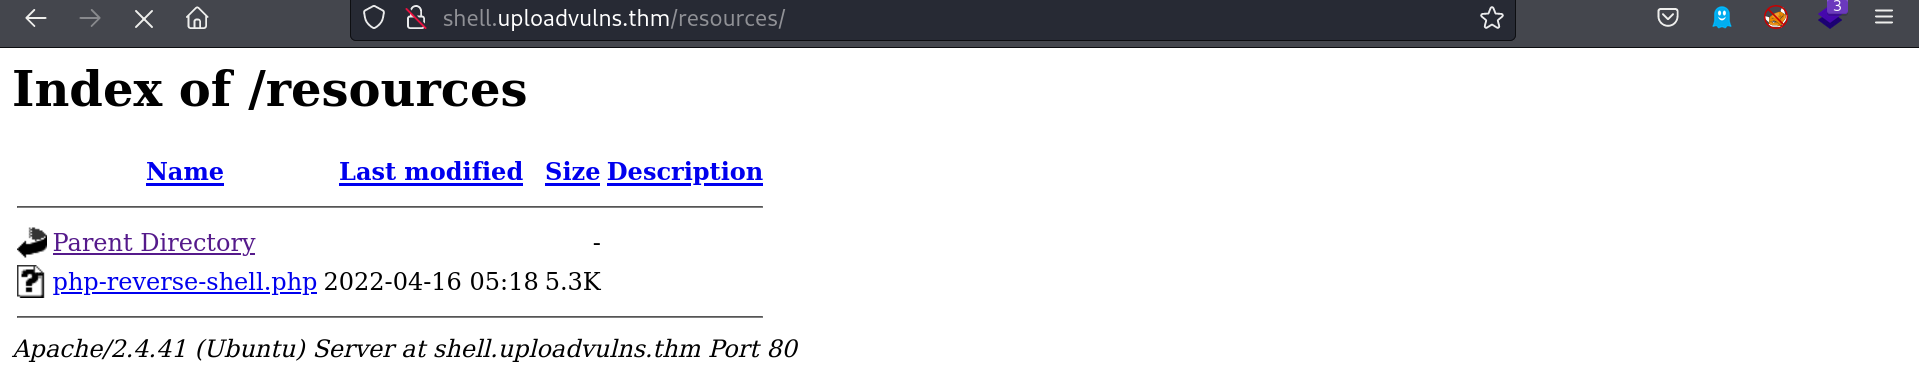 shell.uploadvulns.thm/resources/
3
Index of /resources
Name Last modified Size Description
Parent Directory -
php-reverse-shell.php 2022-04-16 05:18 5.3K
Apache/2.4.41 (Ubuntu) Server at shell.uploadvulns.thm Port 80